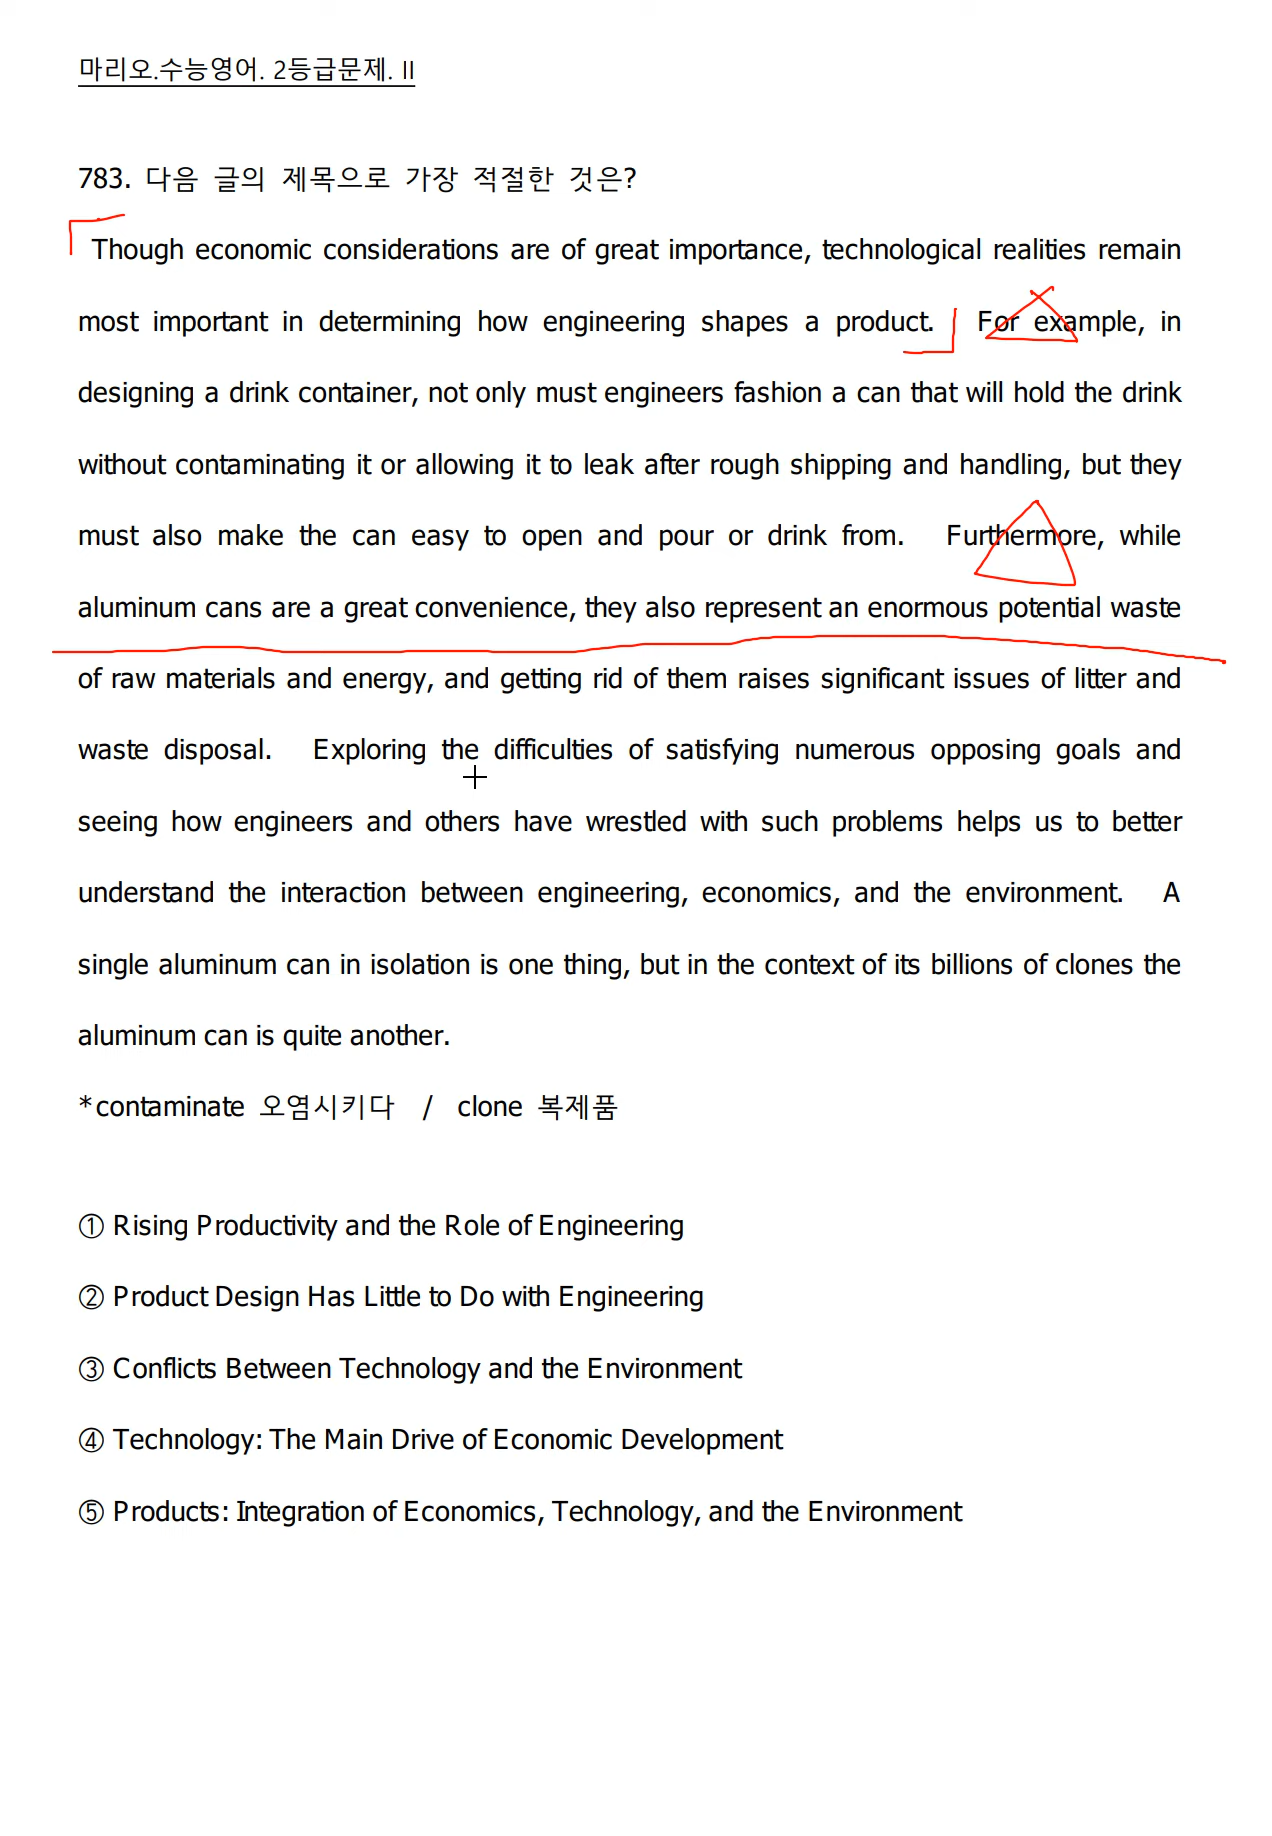 마리오.수능영어. 2등급문제. II
783. 다음 글의 제목으로 가장 적절한 것은?
Though economic considerations are of great importance, technological realities remain
most important in determining how engineering shapes a product. For example, in
designing a drink container, not only must engineers fashion a can that will hold the drink
without contaminating it or allowing it to leak after rough shipping and handling, but they
must also make the can easy to open and pour or drink from. Furthermore, while
aluminum cans are a great convenience, they also represent an enormous potential waste
of raw materials and energy, and getting rid of them raises significant issues of litter and
waste disposal. Exploring the difficulties of satisfying numerous opposing goals and
seeing how engineers and others have wrestled with such problems helps us to better
understand the interaction between engineering, economics, and the environment. A
single aluminum can in isolation is one thing, but in the context of its billions of clones the
aluminum can is quite another.
*contaminate 오염시키다 / clone 복제품
① Rising Productivity and the Role of Engineering
② Product Design Has Little to Do with Engineering
③ Conflicts Between Technology and the Environment
④ Technology: The Main Drive of Economic Development
⑤ Products: Integration of Economics, Technology, and the Environment